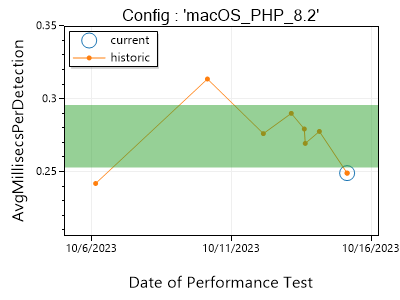 Config : 'macOS_PHP_8.2'
0.35
current
historic
0.3
0.25
AvgMillisecsPerDetection
10/6/2023
10/11/2023
10/16/2023
Date of Performance Test